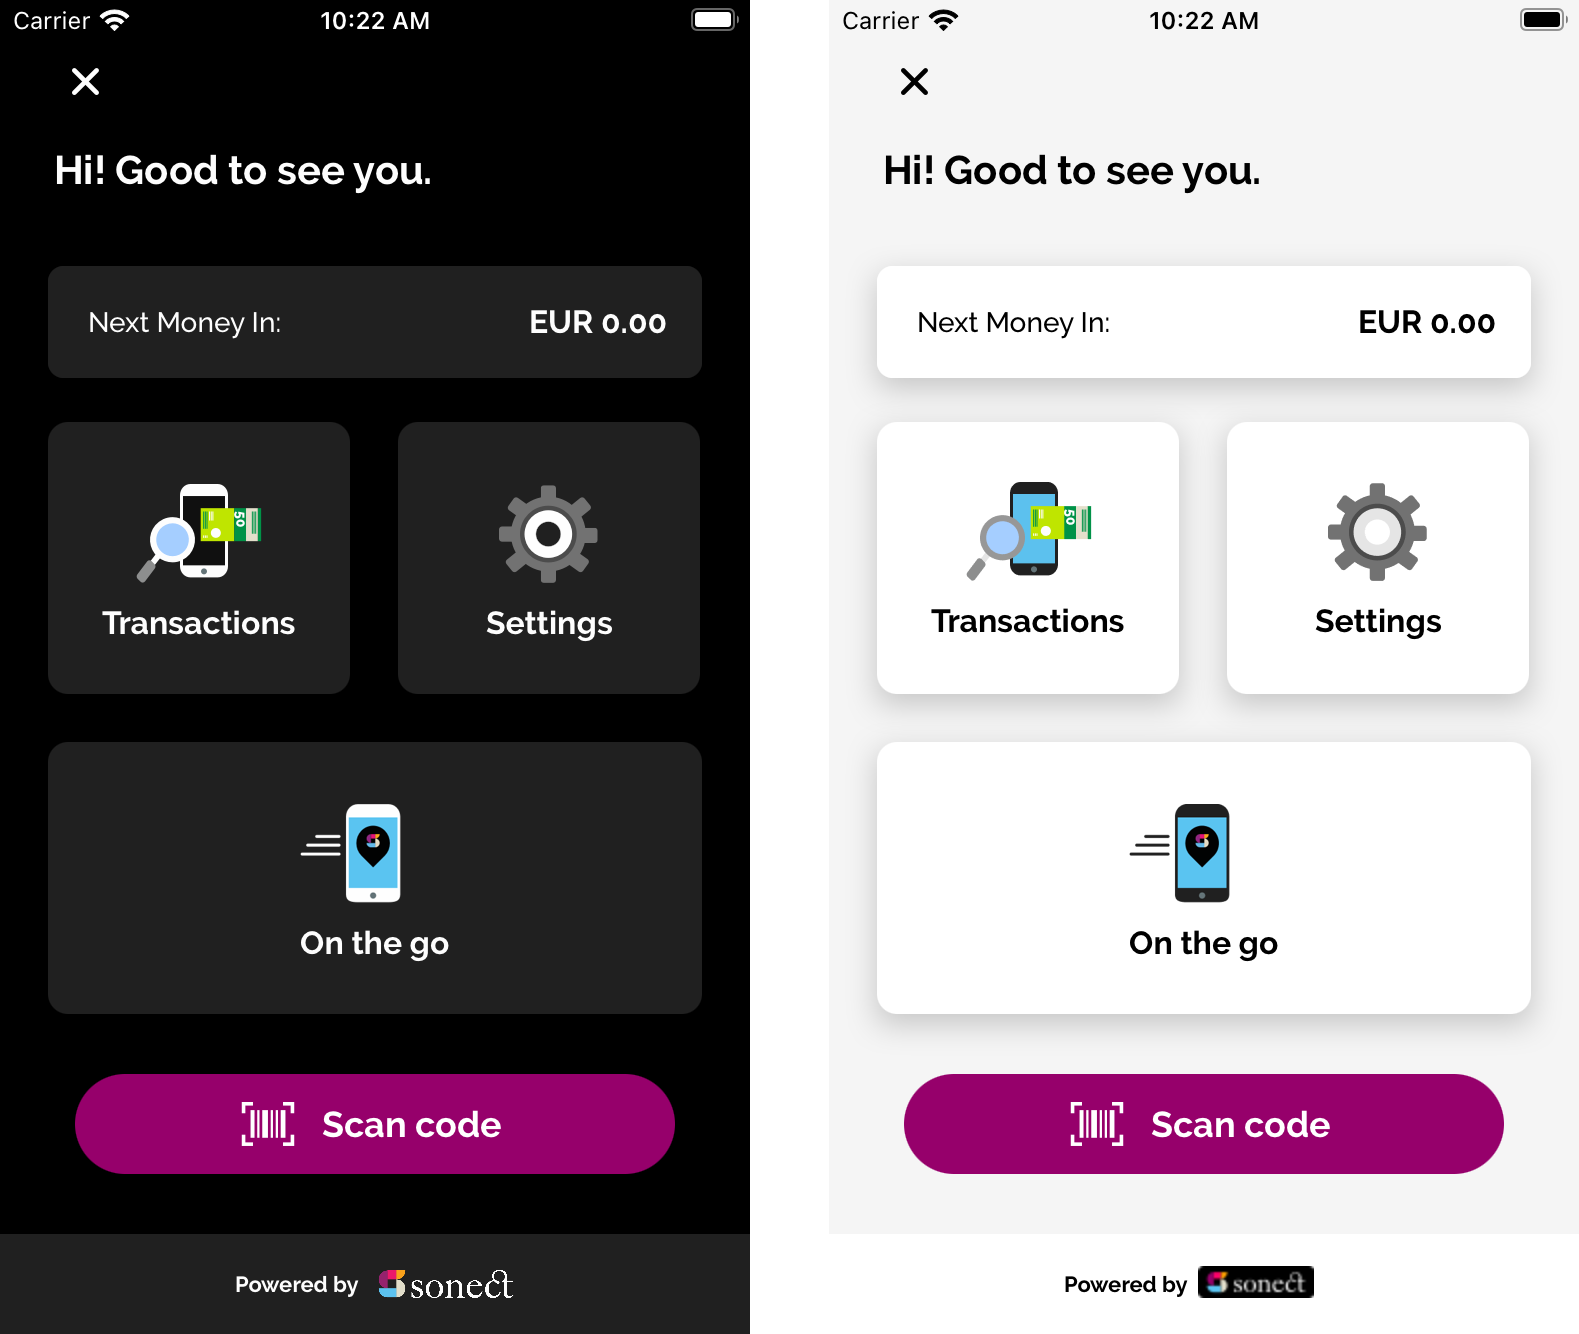 Carrier 10:22 AM
Hi! Good to see you.
Next Money In: EUR 0.00
Transactions Settings
50
On the go
Scan code
Powered by sonect
Carrier 10:22 AM
Hi! Good to see you.
Next Money In: EUR 0.00
Transactions Settings
50
On the go
Scan code
Powered by sonect